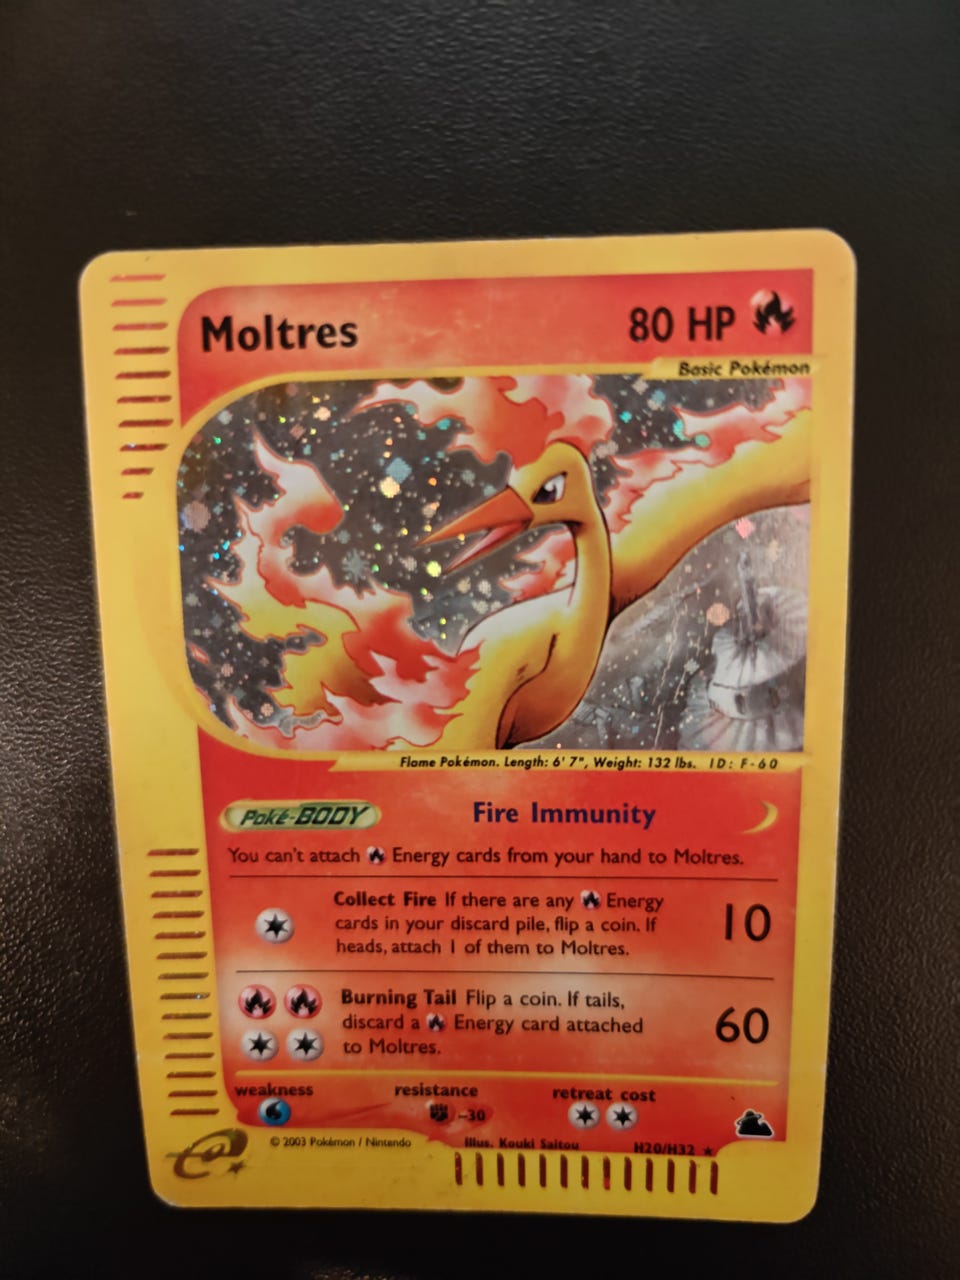 Moltres
80 HP
Basic Pokémon
Flame Pokémon. Length: 6' 7", Weight: 132 lbs. ID: F-60
Poké-BODY Fire Immunity
You can't attach Energy cards from your hand to Moltres.
Collect Fire If there are any Energy
cards in your discard pile, flip a coin. If
heads, attach 1 of them to Moltres.
10
Burning Tail Flip a coin. If tails,
discard a Energy card attached
to Moltres.
60
weakness resistance retreat cost
-30
© 2003 Pokémon / Nintendo Illus. Kouki Saitou H20/H32 ★
e